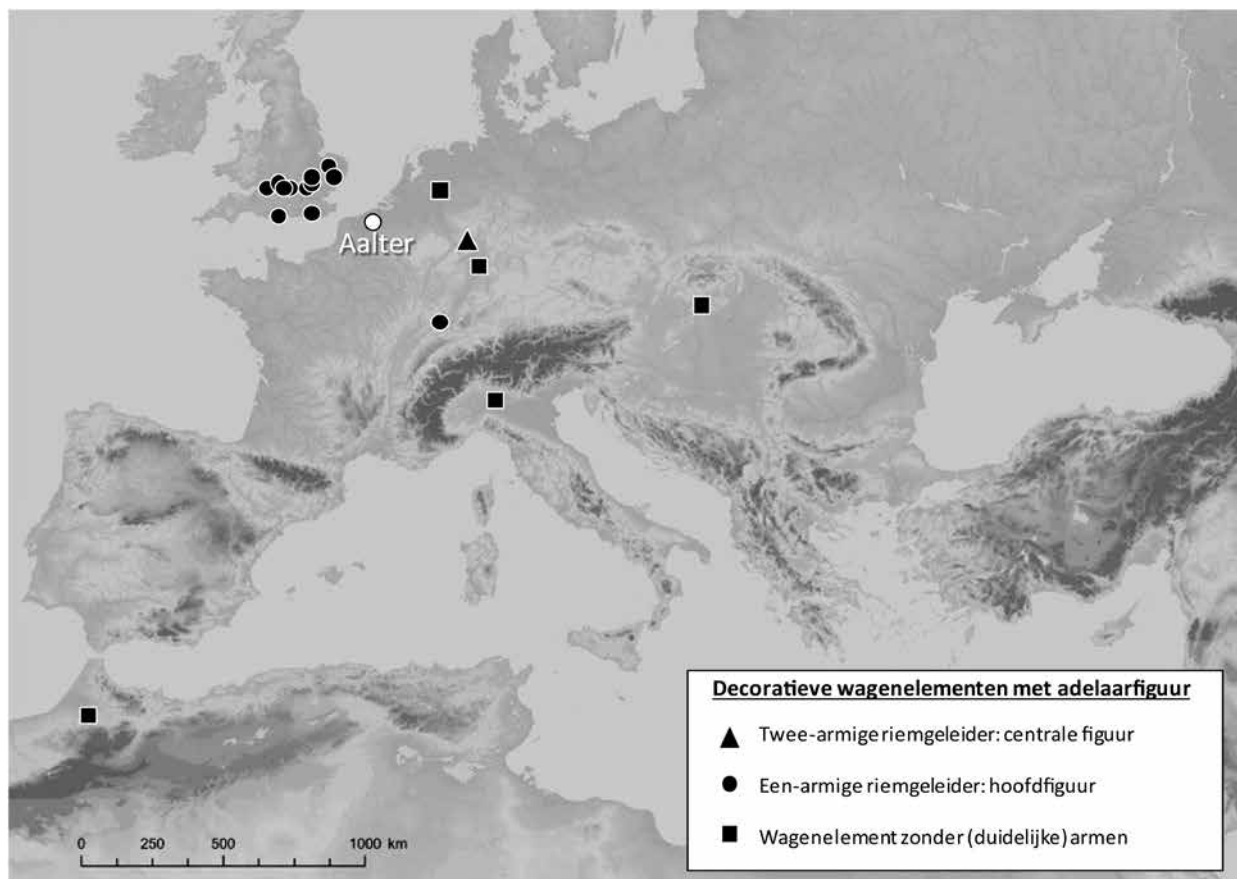 Aalter
Decoratieve wagenelementen met adelaarfiguur
Twee-armige riemgeleider: centrale figuur
Een-armige riemgeleider: hoofdfiguur
Wagenelement zonder (duidelijke) armen
0 250 500 1000 km